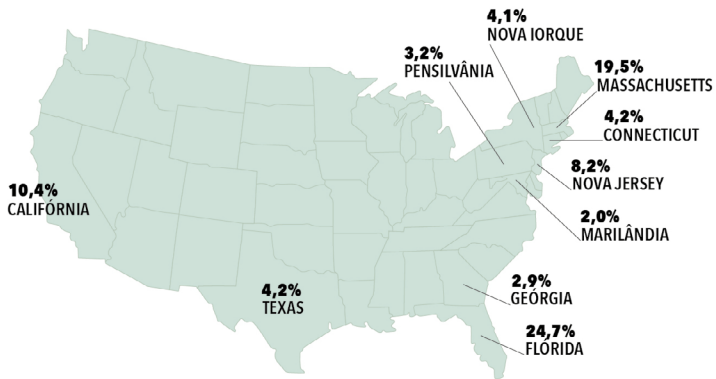 4,1%
NOVA IORQUE
3,2%
PENSILVÂNIA
19,5%
MASSACHUSETTS
4,2%
CONNECTICUT
8,2%
NOVA JERSEY
10,4%
CALIFÓRNIA
2,0%
MARILÂNDIA
2,9%
GEÓRGIA
4,2%
TEXAS
24,7%
FLÓRIDA